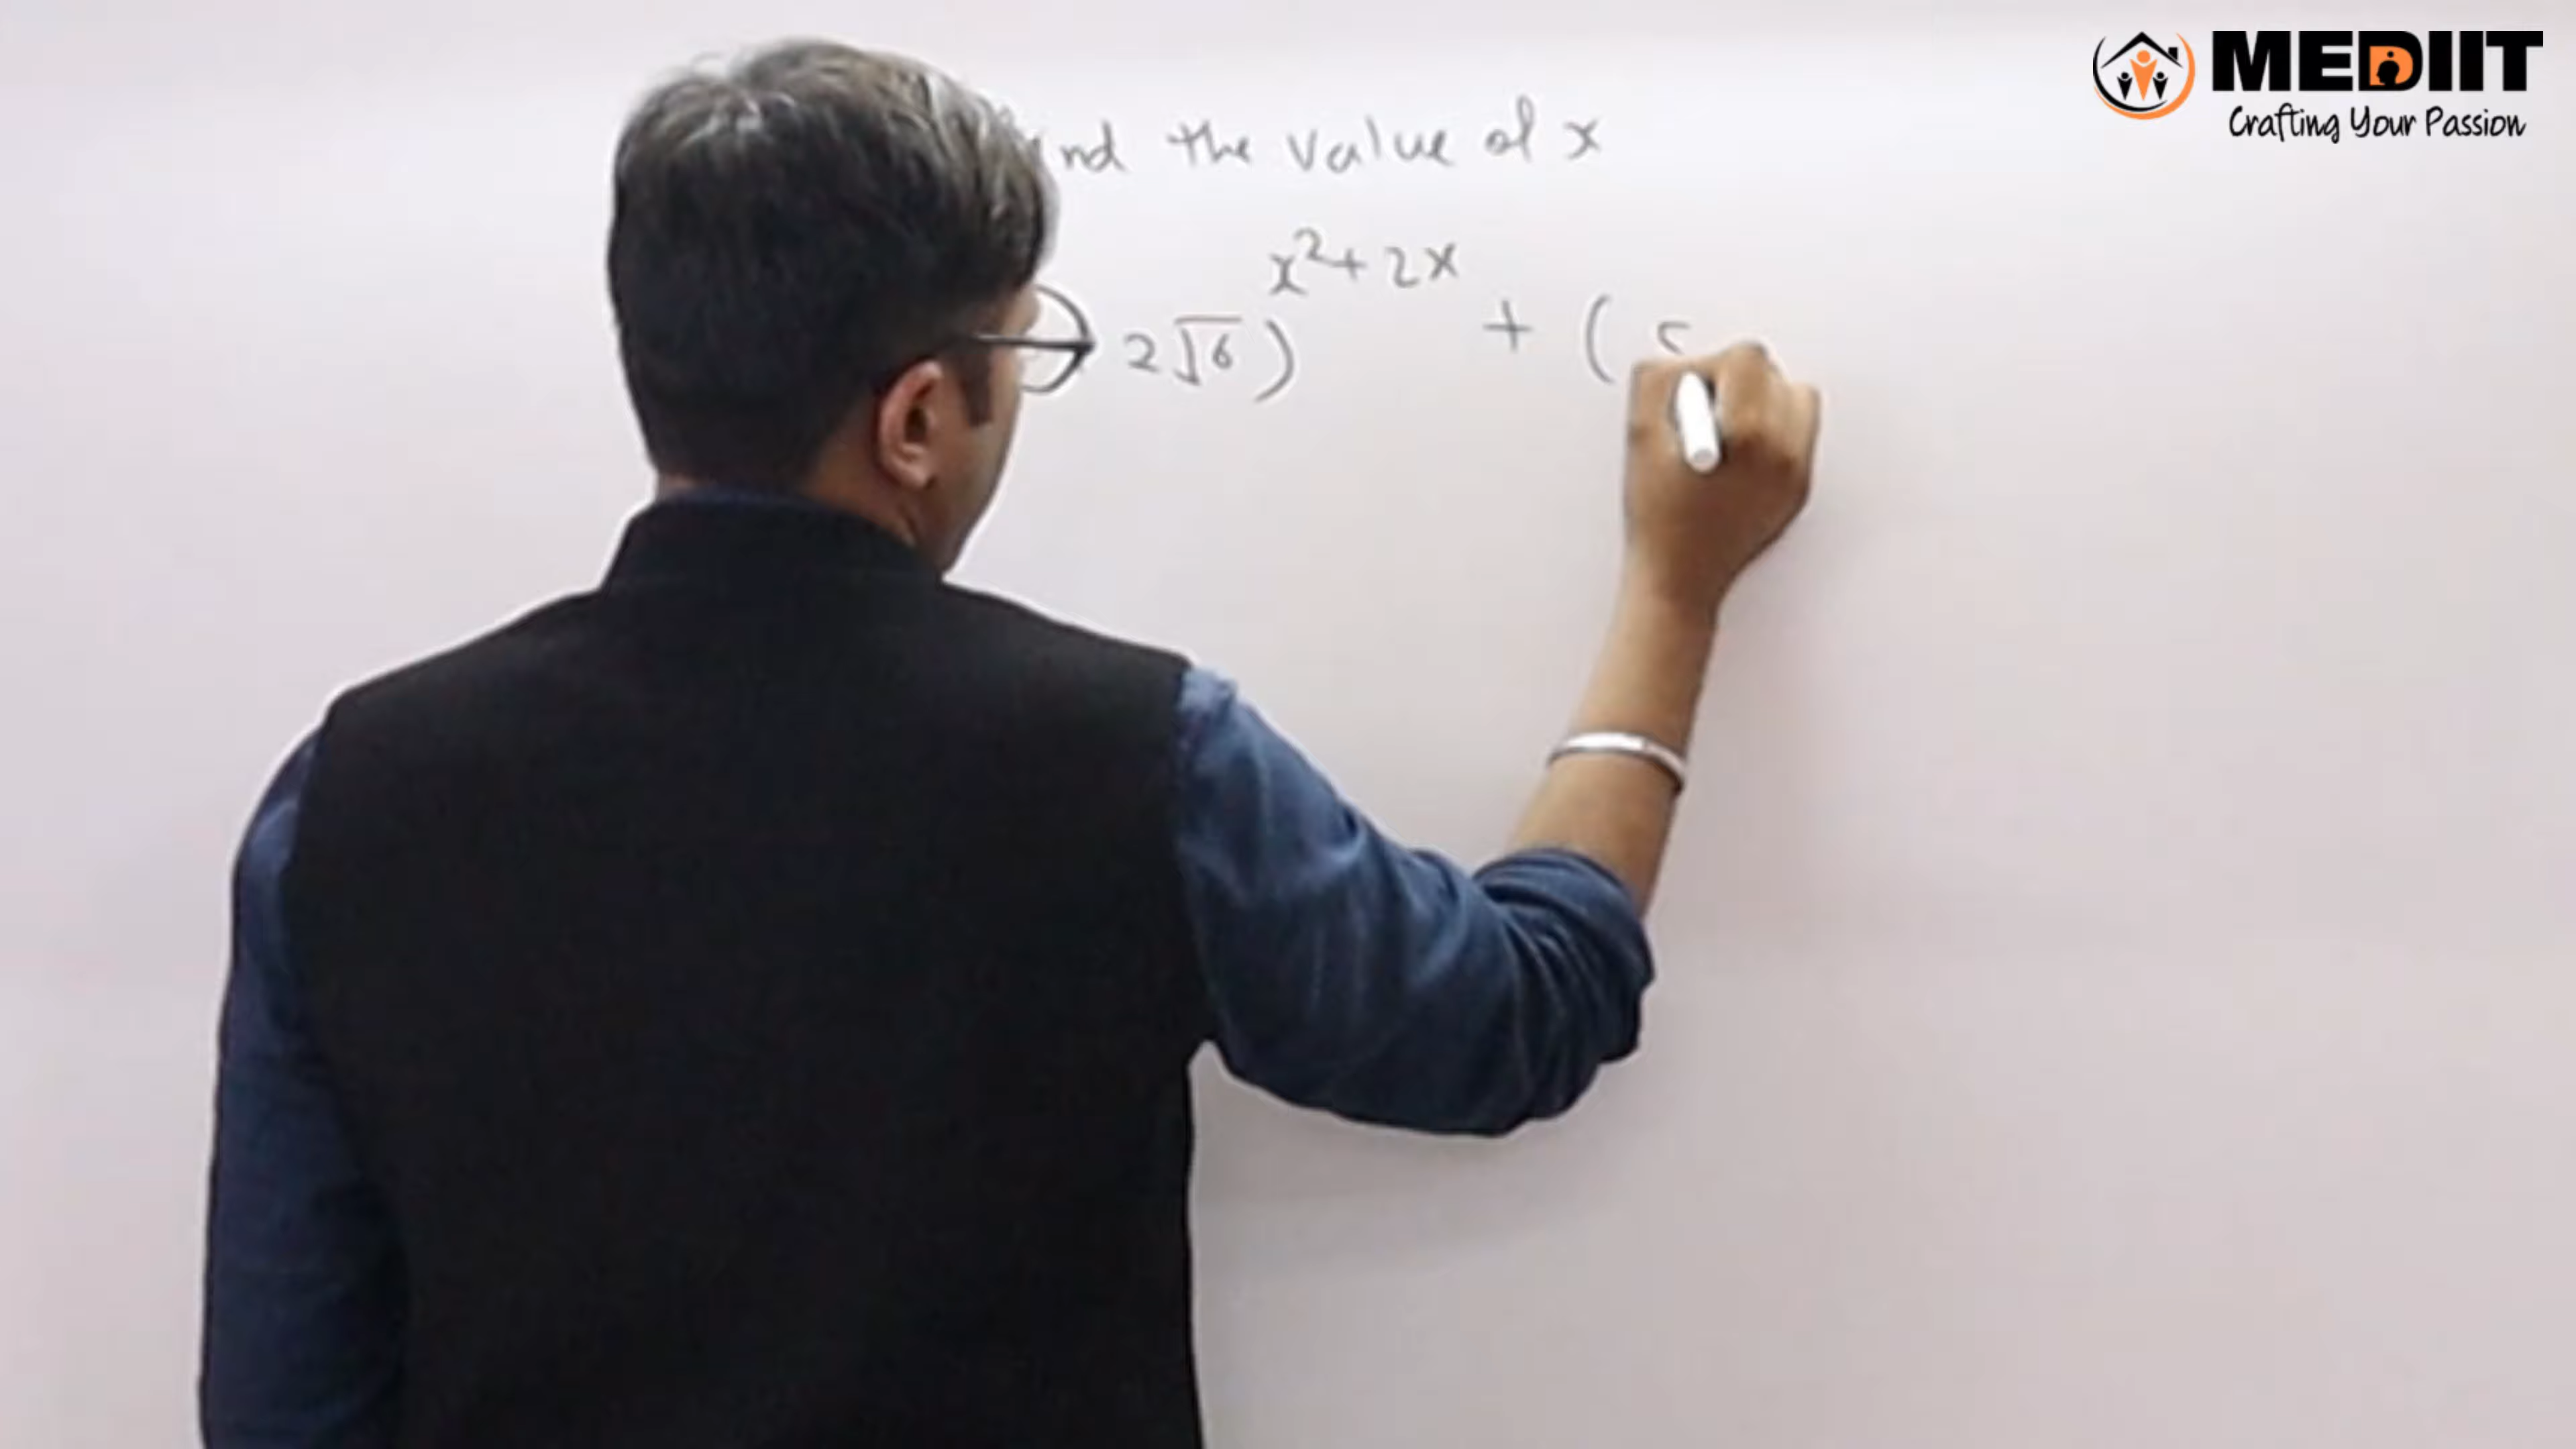 MEDIIT
Crafting Your Passion
nd the value of x
2√6)^{x²+2x} + ( 5